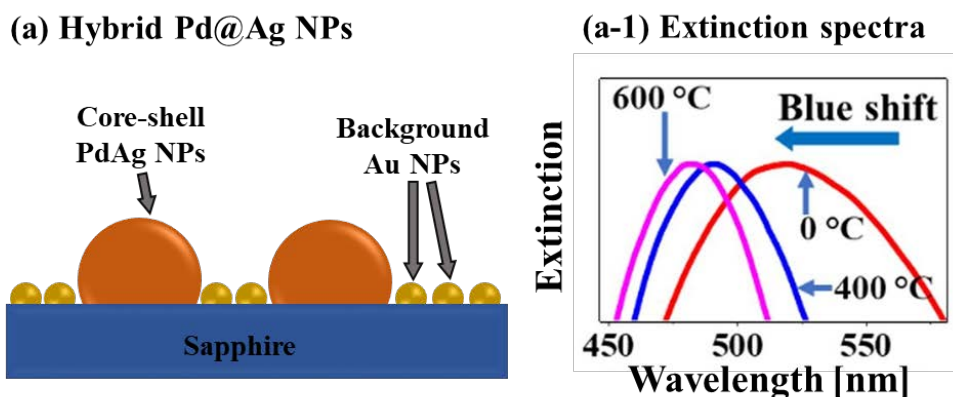 (a) Hybrid Pd@Ag NPs
Core-shell
PdAg NPs
Background
Au NPs
Sapphire
(a-1) Extinction spectra
600 °C
Blue shift
0 °C
400 °C
Extinction
450 500 550
Wavelength [nm]